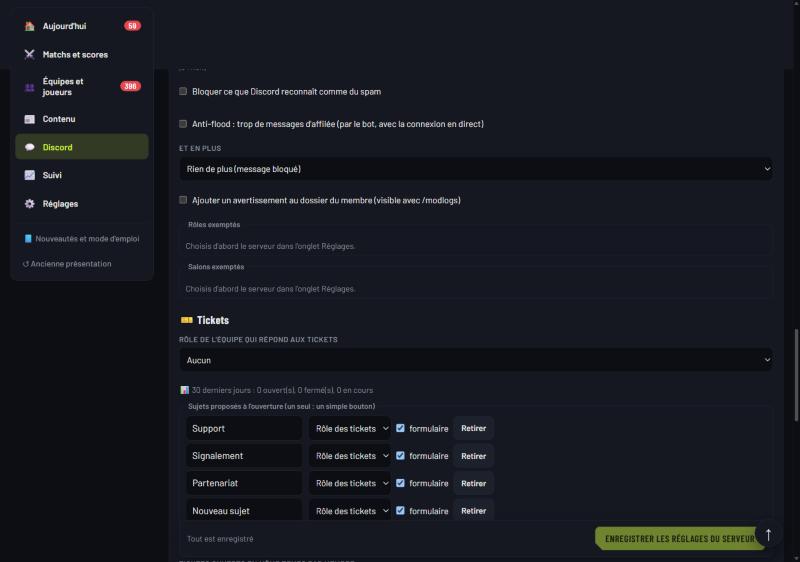 Aujourd'hui
59
Matchs et scores
Équipes et
joueurs
396
Contenu
Discord
Suivi
Réglages
Nouveautés et mode d'emploi
↺ Ancienne présentation
Bloquer ce que Discord reconnaît comme du spam
Anti-flood : trop de messages d'affilée (par le bot, avec la connexion en direct)
ET EN PLUS
Rien de plus (message bloqué)
Ajouter un avertissement au dossier du membre (visible avec /modlogs)
Rôles exemptés
Choisis d'abord le serveur dans l'onglet Réglages.
Salons exemptés
Choisis d'abord le serveur dans l'onglet Réglages.
Tickets
RÔLE DE L'ÉQUIPE QUI RÉPOND AUX TICKETS
Aucun
30 derniers jours : 0 ouvert(s), 0 fermé(s), 0 en cours
Sujets proposés à l'ouverture (un seul : un simple bouton)
Support Rôle des tickets formulaire Retirer
Signalement Rôle des tickets formulaire Retirer
Partenariat Rôle des tickets formulaire Retirer
Nouveau sujet Rôle des tickets formulaire Retirer
Tout est enregistré
ENREGISTRER LES RÉGLAGES DU SERVEUR
↑